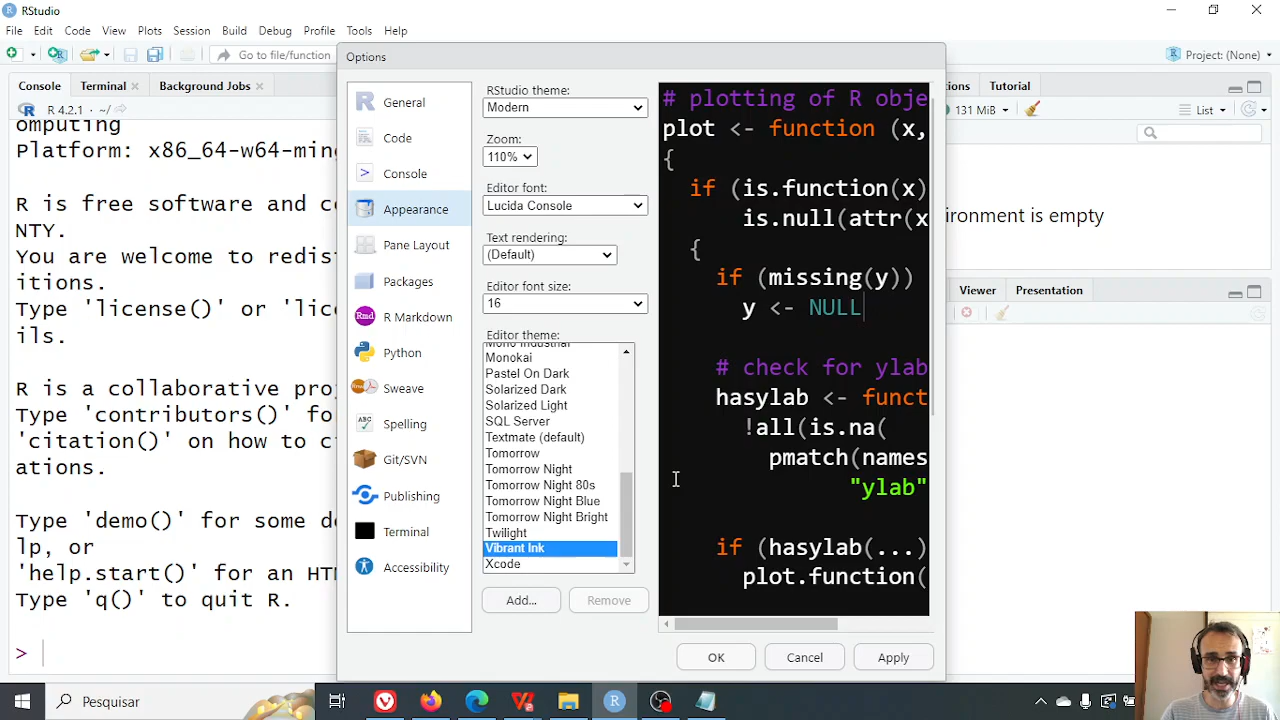 RStudio
File Edit Code View Plots Session Build Debug Profile Tools Help
Go to file/function
Project: (None)
Console Terminal Background Jobs
R 4.2.1 · ~/
omputing
Platform: x86_64-w64-min
R is free software and co
NTY.
You are welcome to redist
itions.
Type 'license()' or 'lice
ils.
R is a collaborative pro
Type 'contributors()' fo
'citation()' on how to c
ations.
Type 'demo()' for some de
lp, or
'help.start()' for an HT
Type 'q()' to quit R.
>
Options
R General
Code
> Console
Appearance
Pane Layout
Packages
Rmd R Markdown
Python
Sweave
ABC Spelling
Git/SVN
Publishing
Terminal
Accessibility
RStudio theme:
Modern
Zoom:
110%
Editor font:
Lucida Console
Text rendering:
(Default)
Editor font size:
16
Editor theme:
Mono Industrial
Monokai
Pastel On Dark
Solarized Dark
Solarized Light
SQL Server
Textmate (default)
Tomorrow
Tomorrow Night
Tomorrow Night 80s
Tomorrow Night Blue
Tomorrow Night Bright
Twilight
Vibrant Ink
Xcode
Add... Remove
# plotting of R obje
plot <- function (x,
{
if (is.function(x)
is.null(attr(x
{
if (missing(y))
y <- NULL
# check for ylab
hasylab <- funct
!all(is.na(
pmatch(names
"ylab"
if (hasylab(...)
plot.function(
OK Cancel Apply
ions Tutorial
131 MiB List
ironment is empty
Viewer Presentation
Pesquisar